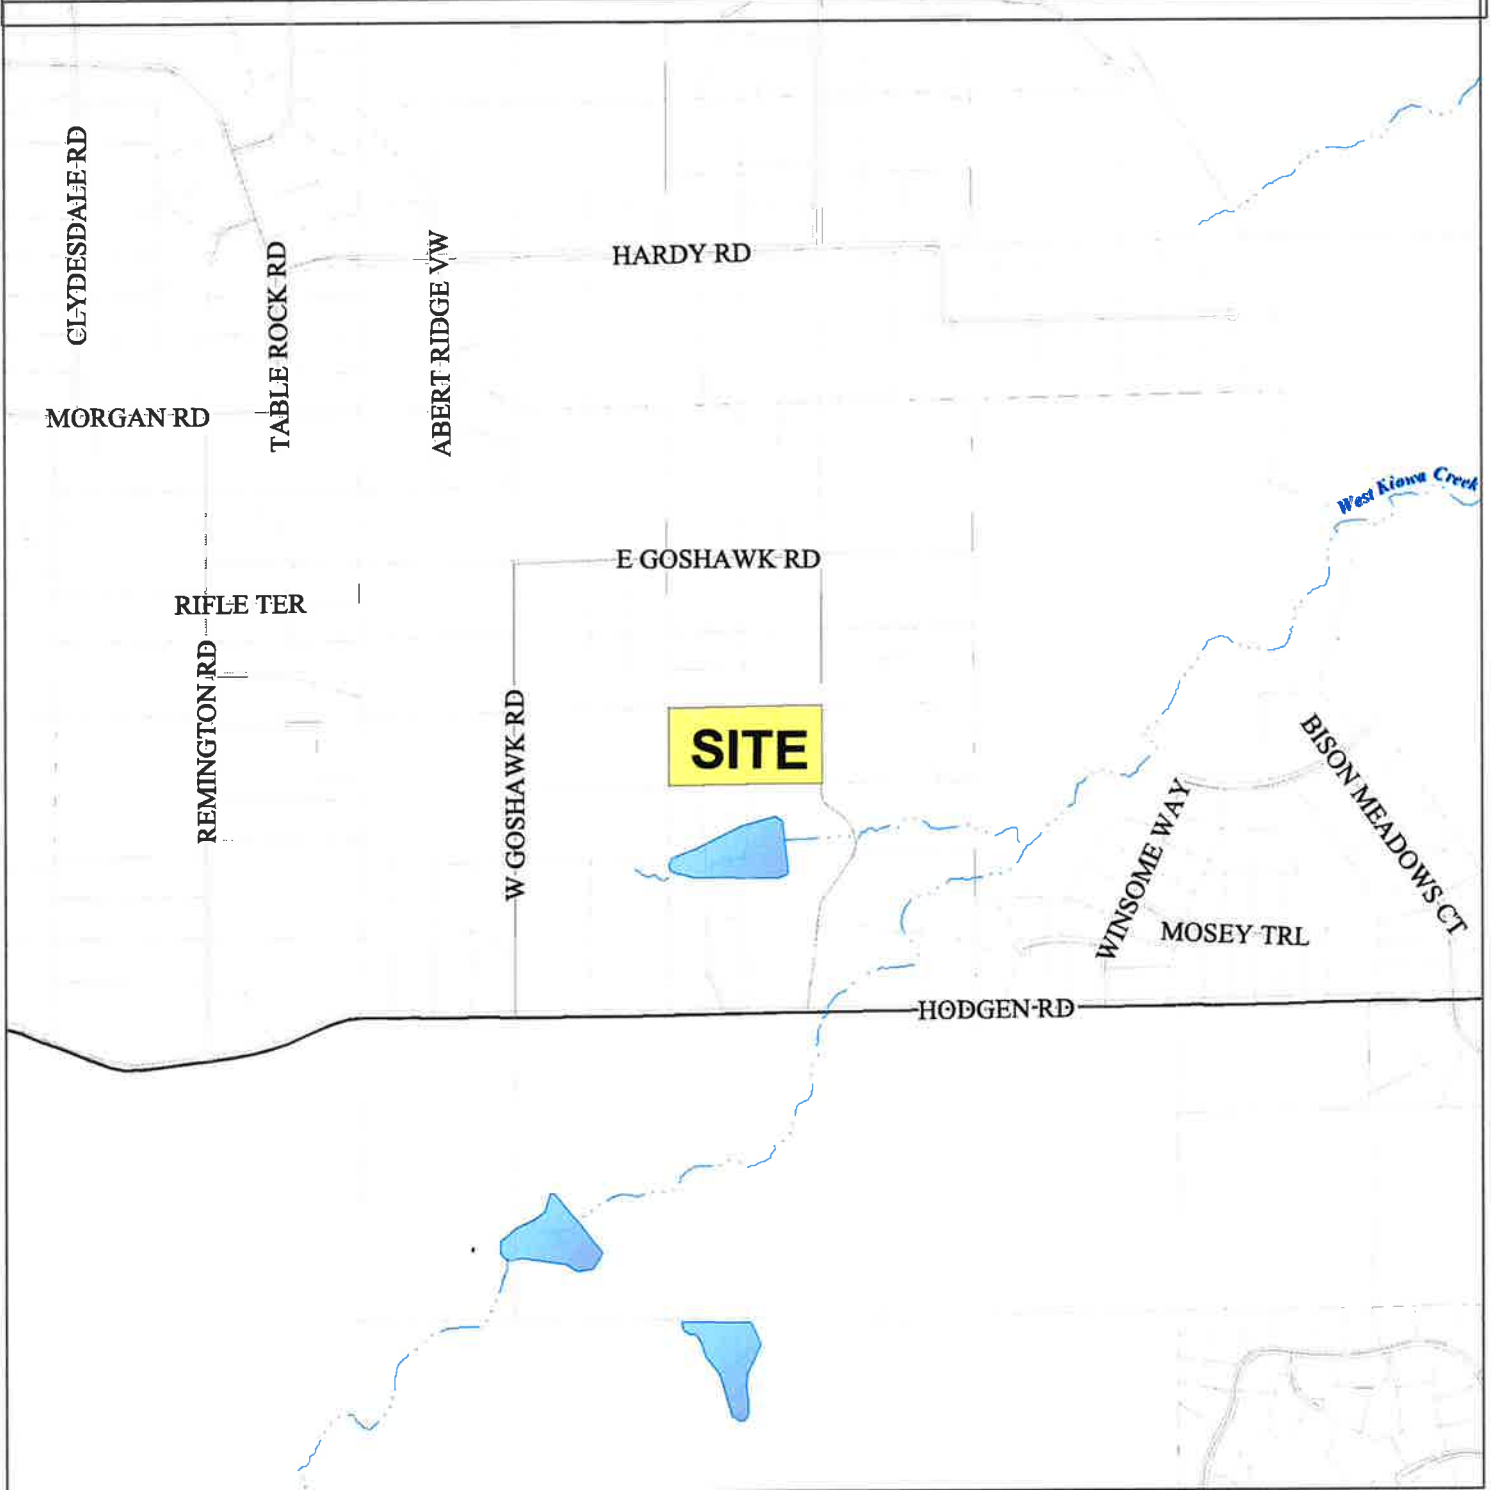 CLYDESDALE RD
TABLE ROCK RD
ABERT RIDGE VW
HARDY RD
MORGAN RD
West Kiowa Creek
E GOSHAWK RD
RIFLE TER
REMINGTON RD
W GOSHAWK RD
SITE
BISON MEADOWS CT
WINSOME WAY
MOSEY TRL
HODGEN RD